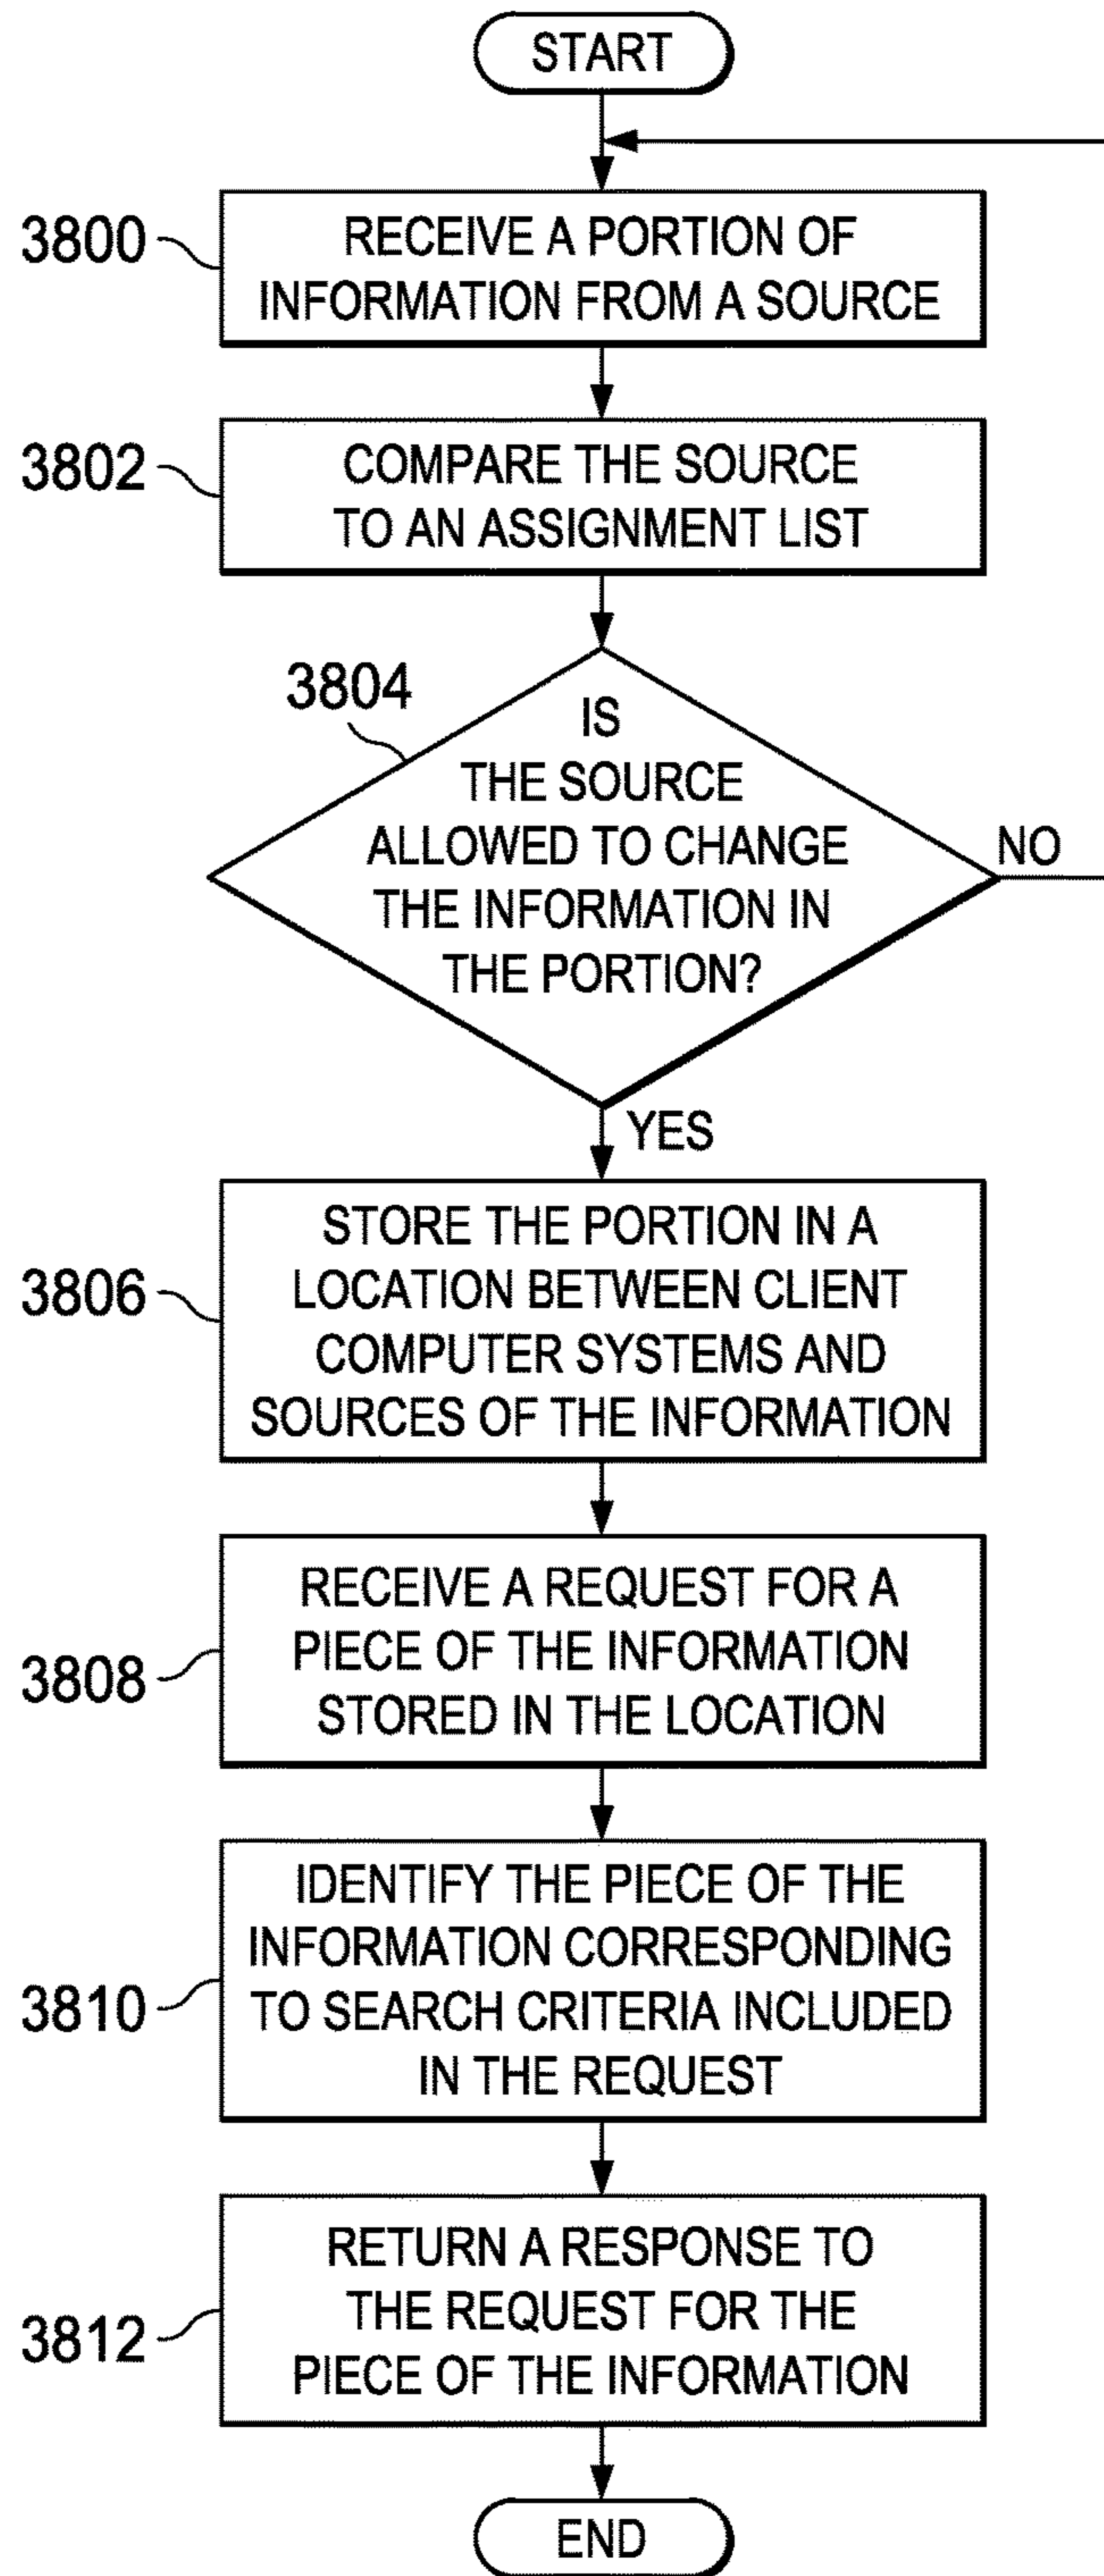 START
3800
RECEIVE A PORTION OF
INFORMATION FROM A SOURCE
3802
COMPARE THE SOURCE
TO AN ASSIGNMENT LIST
3804
IS
THE SOURCE
ALLOWED TO CHANGE
THE INFORMATION IN
THE PORTION?
NO
YES
3806
STORE THE PORTION IN A
LOCATION BETWEEN CLIENT
COMPUTER SYSTEMS AND
SOURCES OF THE INFORMATION
3808
RECEIVE A REQUEST FOR A
PIECE OF THE INFORMATION
STORED IN THE LOCATION
3810
IDENTIFY THE PIECE OF THE
INFORMATION CORRESPONDING
TO SEARCH CRITERIA INCLUDED
IN THE REQUEST
3812
RETURN A RESPONSE TO
THE REQUEST FOR THE
PIECE OF THE INFORMATION
END